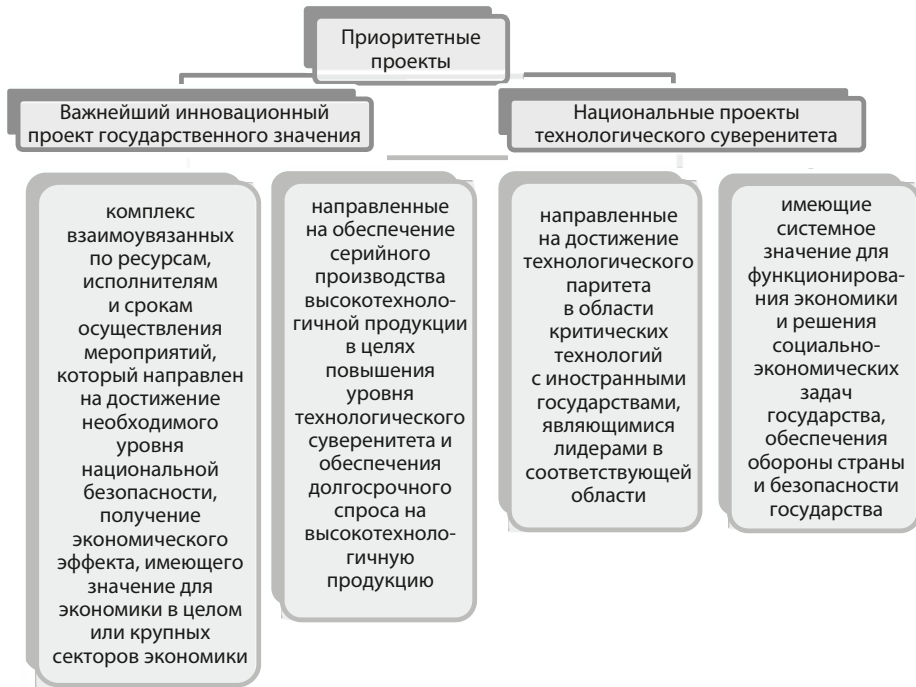 Приоритетные
проекты
Важнейший инновационный
проект государственного значения
Национальные проекты
технологического суверенитета
комплекс
взаимоувязанных
по ресурсам,
исполнителям
и срокам
осуществления
мероприятий,
который направлен
на достижение
необходимого
уровня
национальной
безопасности,
получение
экономического
эффекта, имеющего
значение для
экономики в целом
или крупных
секторов экономики
направленные
на обеспечение
серийного
производства
высокотехноло-
гичной продукции
в целях
повышения
уровня
технологического
суверенитета и
обеспечения
долгосрочного
спроса на
высокотехноло-
гичную
продукцию
направленные
на достижение
технологического
паритета
в области
критических
технологий
с иностранными
государствами,
являющимися
лидерами в
соответствующей
области
имеющие
системное
значение для
функционирова-
ния экономики
и решения
социально-
экономических
задач
государства,
обеспечения
обороны страны
и безопасности
государства